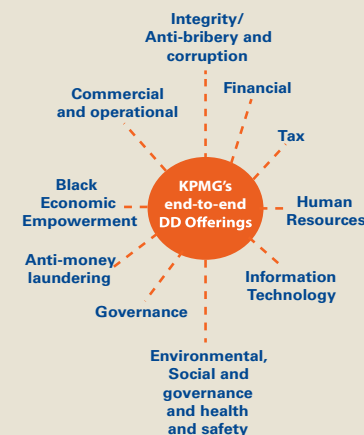 Integrity/
Anti-bribery and
corruption
Financial
Commercial
and operational
Tax
Black
Economic
Empowerment
KPMG's
end-to-end
DD Offerings
Human
Resources
Anti-money
laundering
Information
Technology
Governance
Environmental,
Social and
governance
and health
and safety